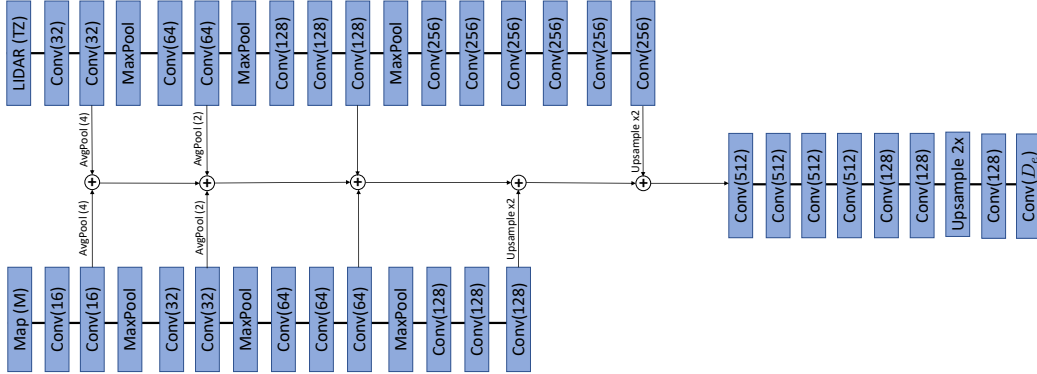 LIDAR (TZ)
Conv(32)
Conv(32)
MaxPool
Conv(64)
Conv(64)
MaxPool
Conv(128)
Conv(128)
Conv(128)
MaxPool
Conv(256)
Conv(256)
Conv(256)
Conv(256)
Conv(256)
Conv(256)
AvgPool (4)
AvgPool (2)
Upsample x2
+
+
+
+
+
AvgPool (4)
AvgPool (2)
Upsample x2
Conv(512)
Conv(512)
Conv(512)
Conv(512)
Conv(128)
Conv(128)
Upsample 2x
Conv(128)
Conv(D_e)
Map (M)
Conv(16)
Conv(16)
MaxPool
Conv(32)
Conv(32)
MaxPool
Conv(64)
Conv(64)
Conv(64)
MaxPool
Conv(128)
Conv(128)
Conv(128)